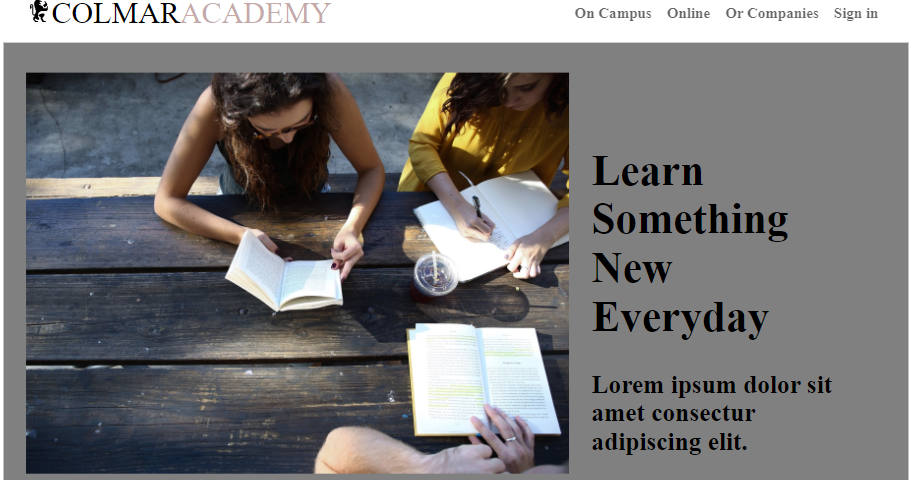 COLMARACADEMY
On Campus Online Or Companies Sign in
Learn
Something
New
Everyday
Lorem ipsum dolor sit
amet consectur
adipiscing elit.